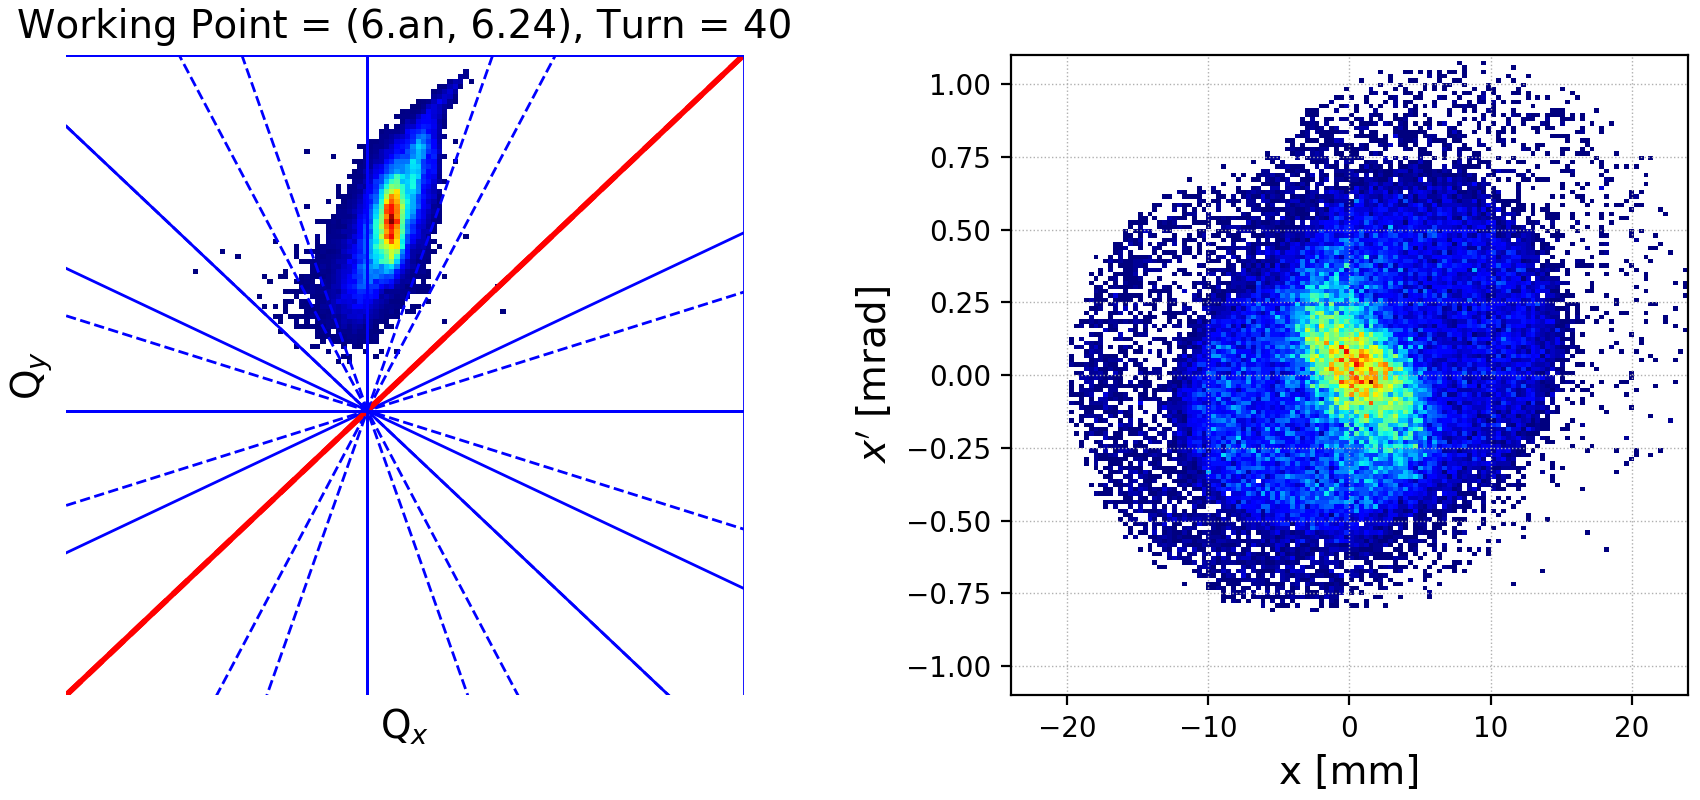 Working Point = (6.an, 6.24), Turn = 40
Qy
Qx
1.00
0.75
0.50
0.25
0.00
−0.25
−0.50
−0.75
−1.00
x′ [mrad]
−20 −10 0 10 20
x [mm]